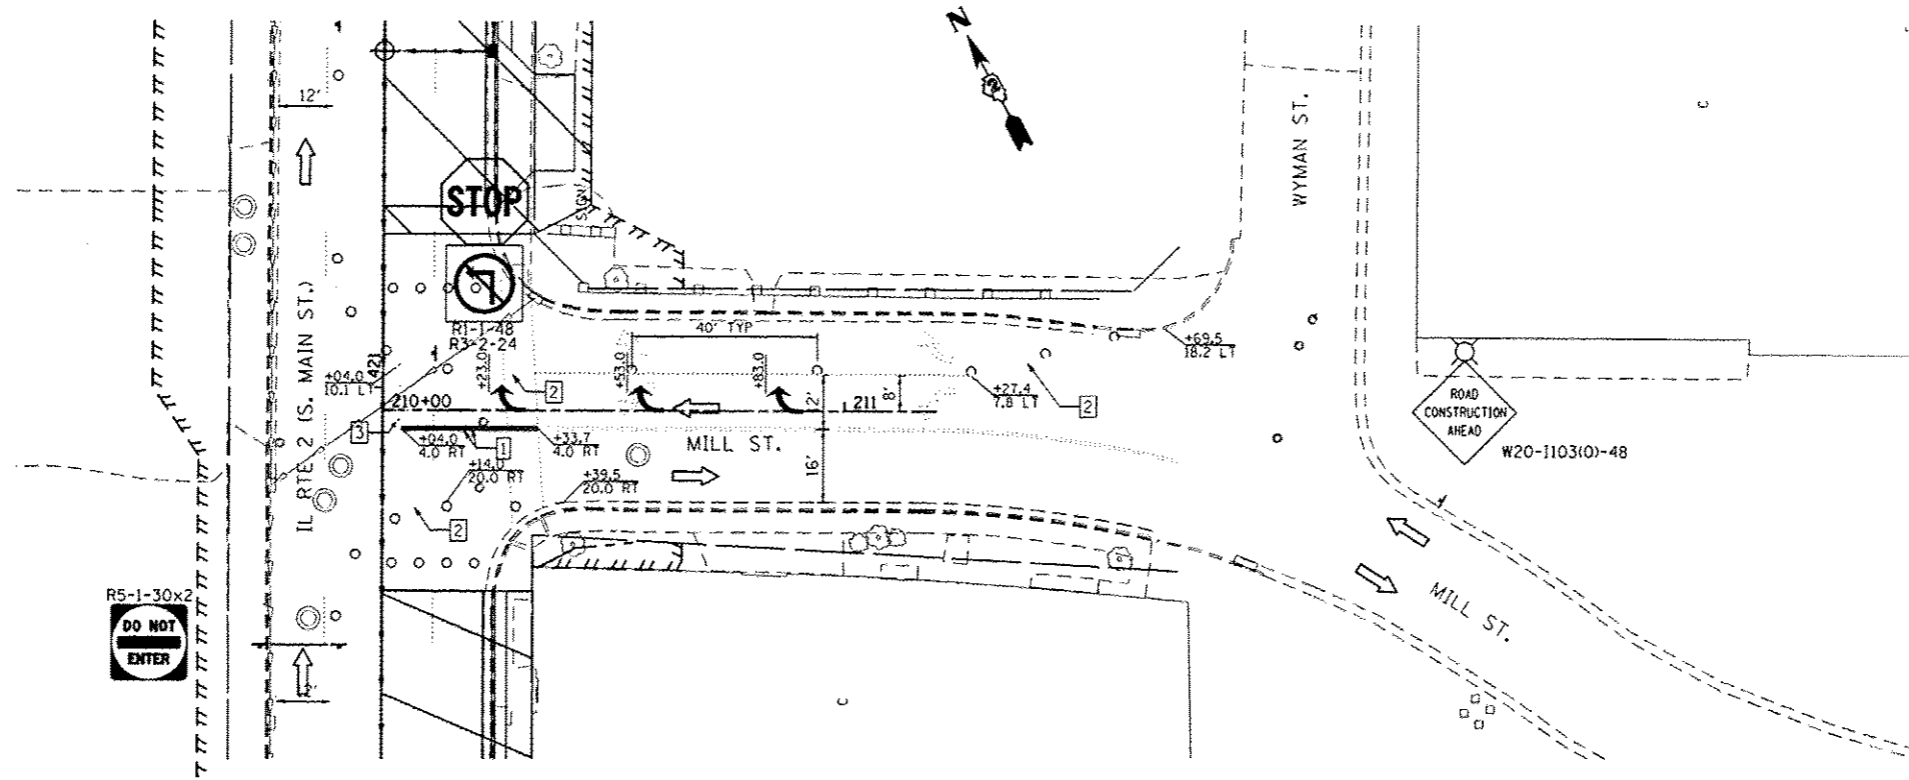 N
12'
STOP
SIGN
WYMAN ST.
IL RTE 2 (S. MAIN ST.)
R1-1-48
R3-2-24
40' TYP
+69.5
18.2 LT
+04.0
10.1 LT
421
+23.0
+53.0
+83.0
2
210+00
2'
8'
211
+27.4
7.8 LT
2
ROAD
CONSTRUCTION
AHEAD
W20-I103(0)-48
3
+04.0
4.0 RT
1
+33.7
4.0 RT
MILL ST.
+14.0
20.0 RT
16'
+39.5
20.0 RT
2
R5-1-30x2
DO NOT
ENTER
MILL ST.
12'
C
C